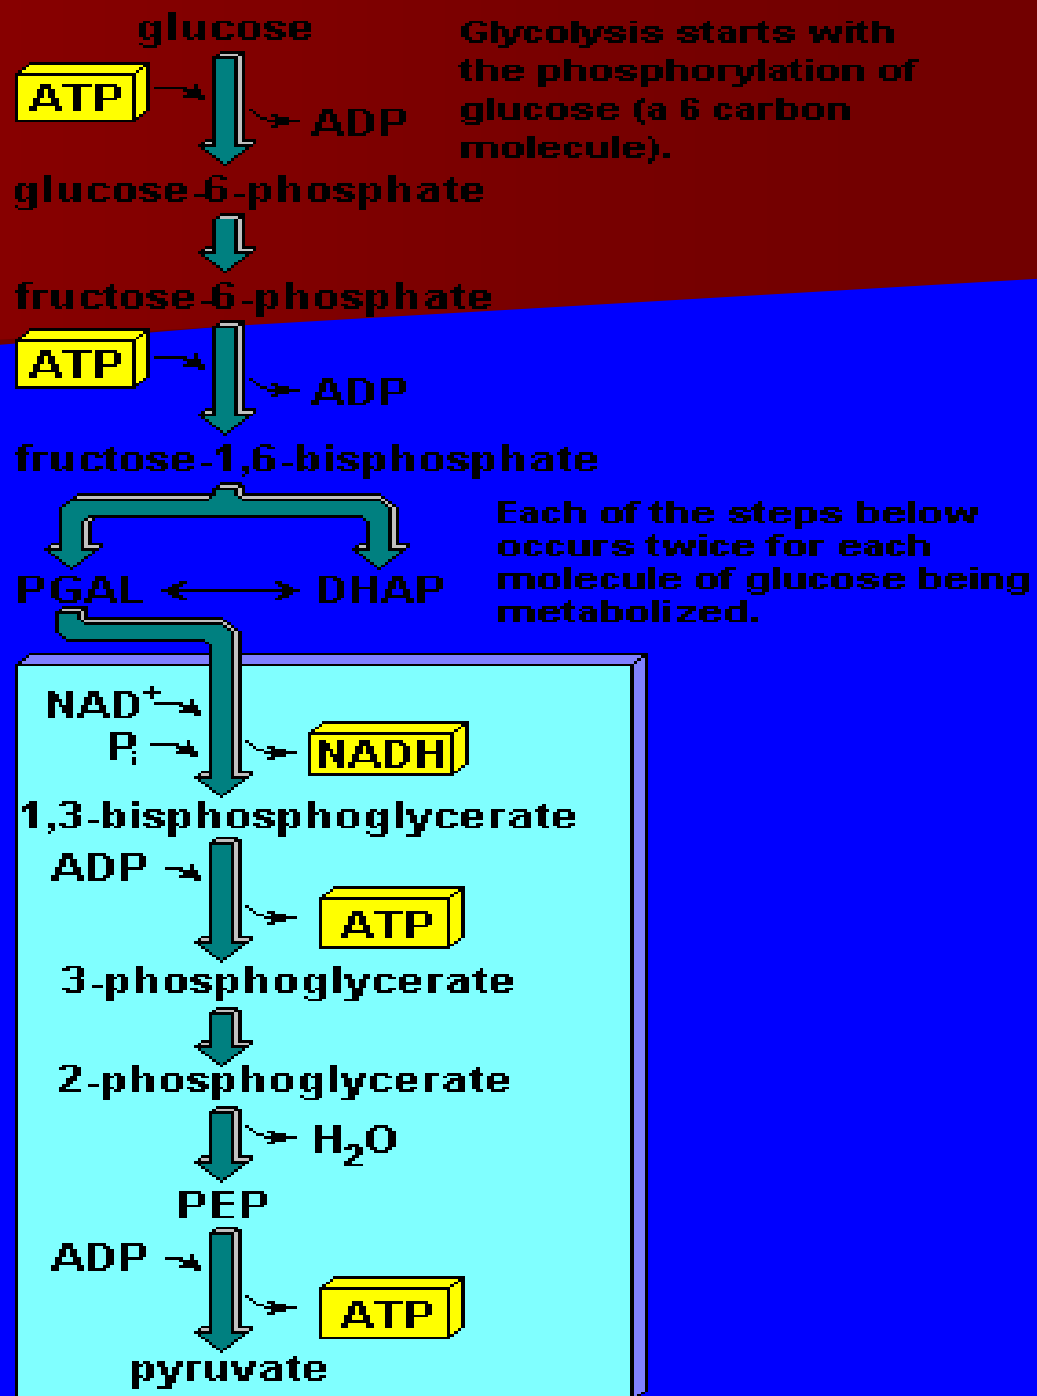 glucose
Glycolysis starts with
the phosphorylation of
glucose (a 6 carbon
molecule).
ATP
ADP
glucose-6-phosphate
fructose-6-phosphate
ATP
ADP
fructose-1,6-bisphosphate
Each of the steps below
occurs twice for each
molecule of glucose being
metabolized.
PGAL
DHAP
NAD⁺
Pᵢ
NADH
1,3-bisphosphoglycerate
ADP
ATP
3-phosphoglycerate
2-phosphoglycerate
H₂O
PEP
ADP
ATP
pyruvate